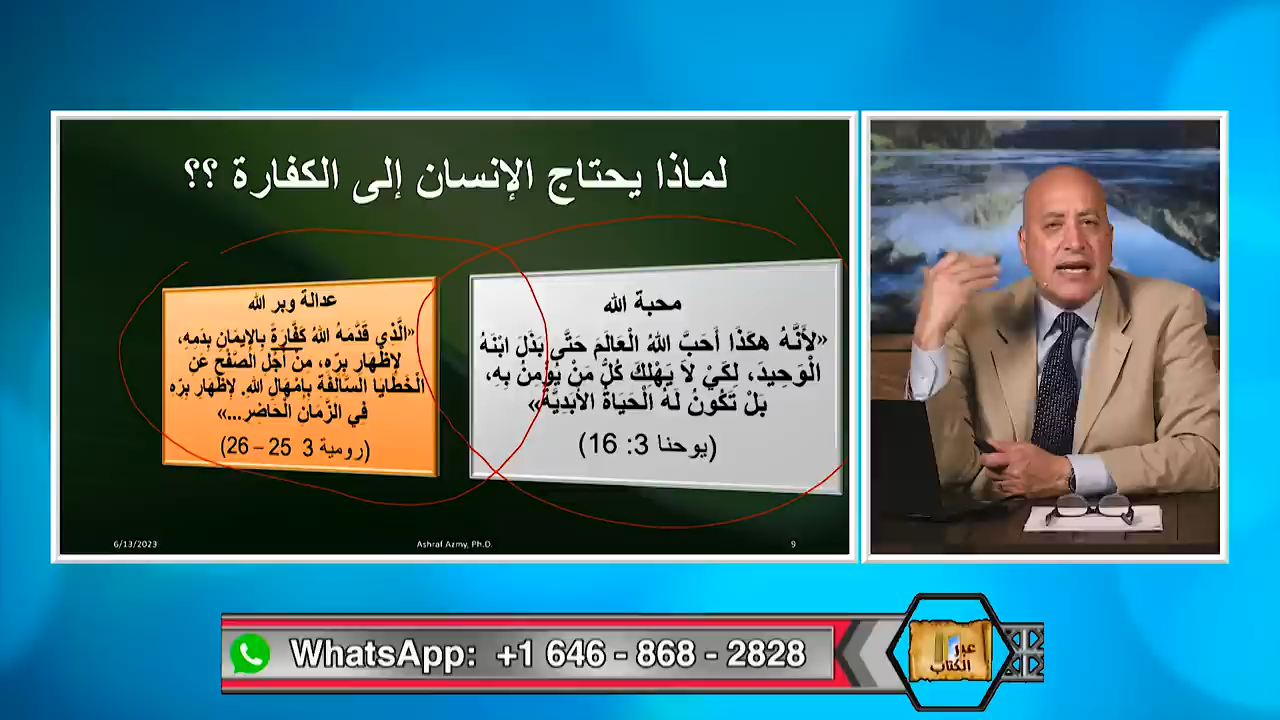 لماذا يحتاج الإنسان إلى الكفارة ؟؟
محبة الله
«لأَنَّهُ هكَذَا أَحَبَّ اللهُ الْعَالَمَ حَتَّى بَذَلَ ابْنَهُ
الْوَحِيدَ، لِكَيْ لاَ يَهْلِكَ كُلُّ مَنْ يُؤْمِنُ بِهِ،
بَلْ تَكُونُ لَهُ الْحَيَاةُ الأَبَدِيَّةُ»
(يوحنا 3: 16)
عدالة وبر الله
«الَّذِي قَدَّمَهُ اللهُ كَفَّارَةً بِالإِيمَانِ بِدَمِهِ،
لإِظْهَارِ بِرِّهِ، مِنْ أَجْلِ الصَّفْحِ عَنِ
الْخَطَايَا السَّالِفَةِ بِإِمْهَالِ اللهِ. لإِظْهَارِ بِرِّهِ
فِي الزَّمَانِ الْحَاضِرِ...»
(رومية 3 25 – 26)
6/13/2023
Ashraf Azmy, Ph.D.
9
WhatsApp: +1 646 - 868 - 2828
عبر
الكتاب